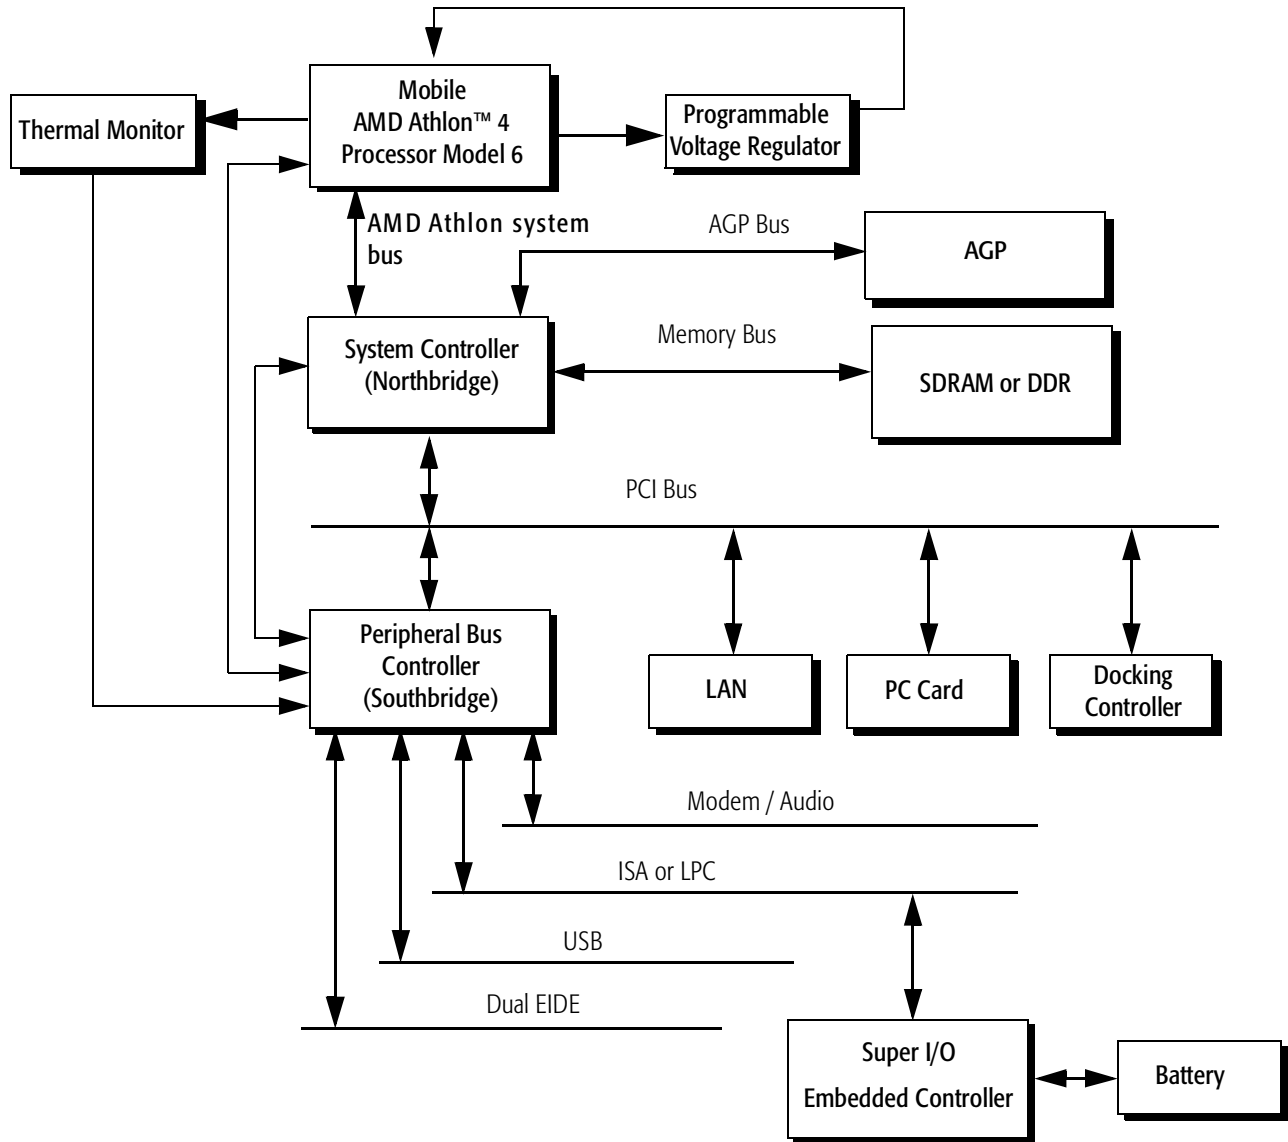 Mobile
AMD Athlon™ 4
Processor Model 6
Thermal Monitor
Programmable
Voltage Regulator
AMD Athlon system
bus
AGP Bus
AGP
System Controller
(Northbridge)
Memory Bus
SDRAM or DDR
PCI Bus
Peripheral Bus
Controller
(Southbridge)
LAN
PC Card
Docking
Controller
Modem / Audio
ISA or LPC
USB
Dual EIDE
Super I/O
Embedded Controller
Battery